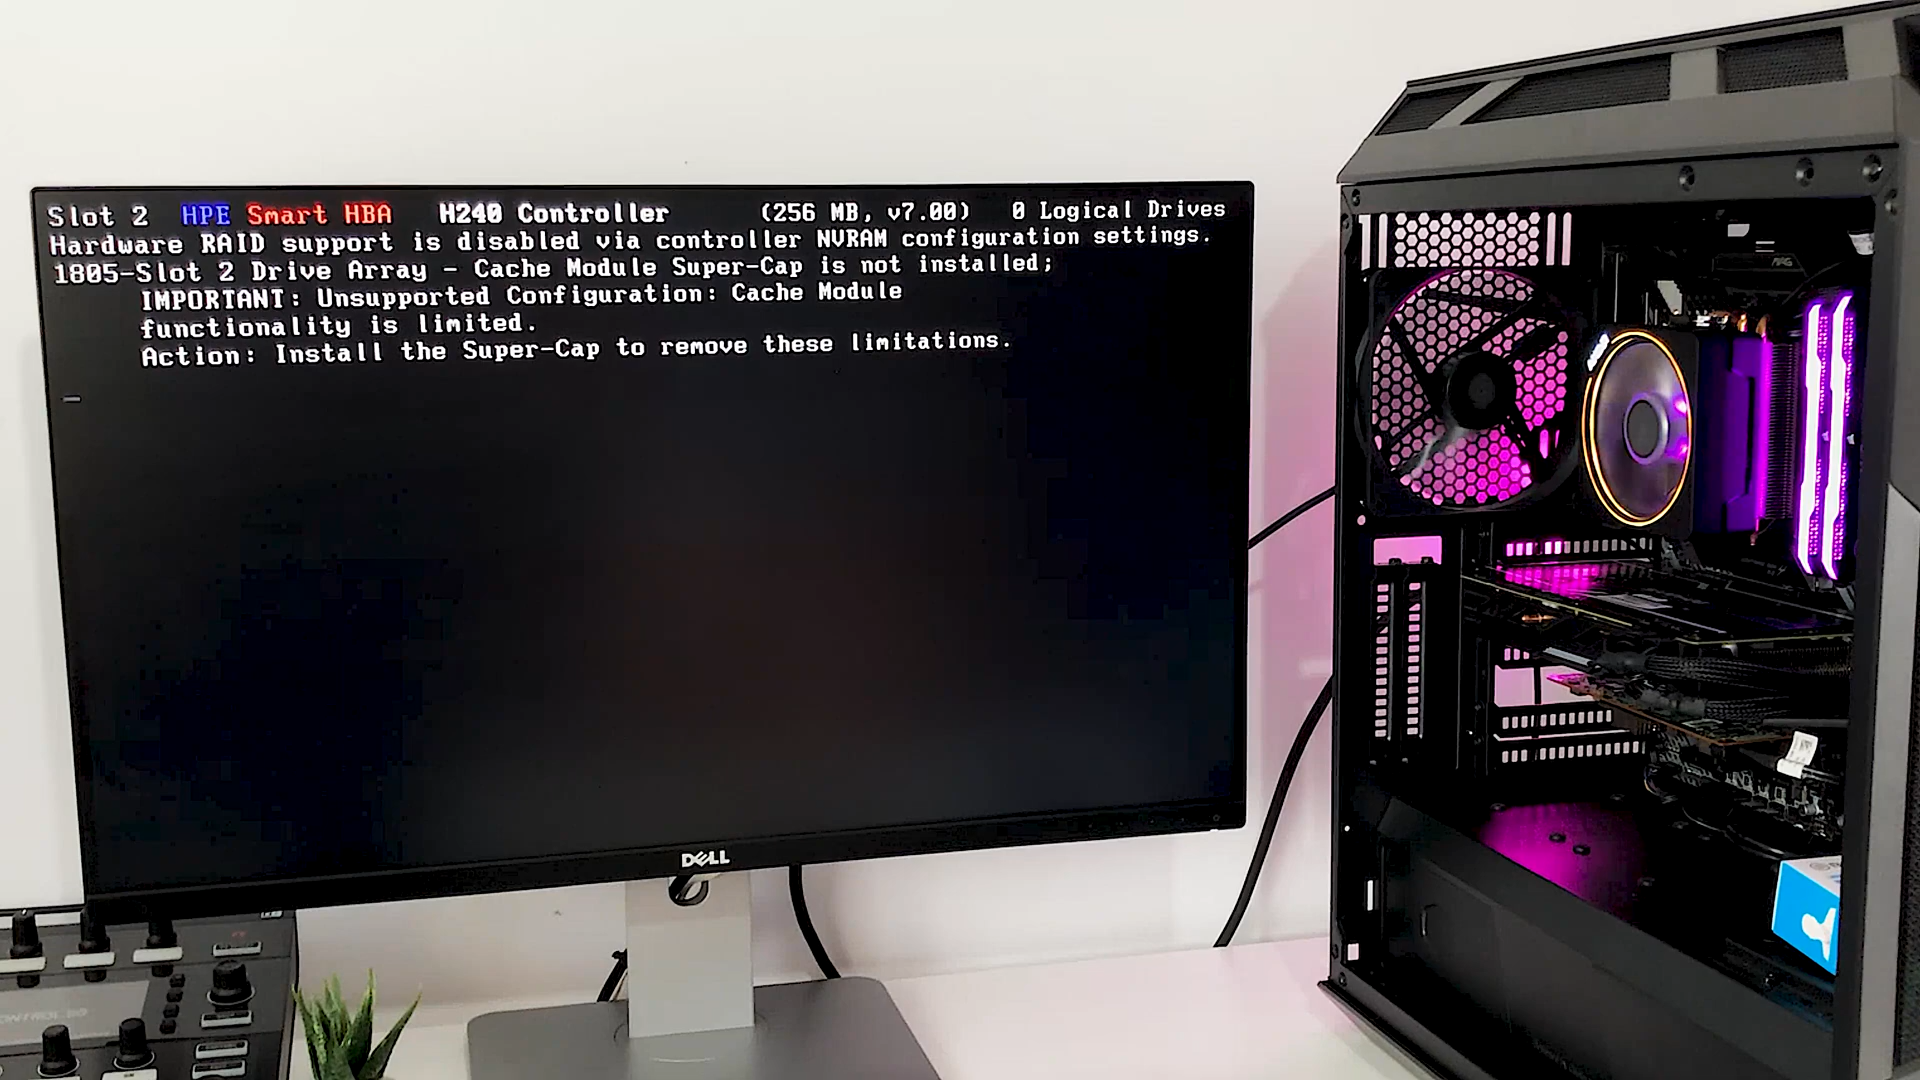 Slot 2 HPE Smart HBA H240 Controller (256 MB, v7.00) 0 Logical Drives
Hardware RAID support is disabled via controller NVRAM configuration settings.
1805-Slot 2 Drive Array - Cache Module Super-Cap is not installed;
IMPORTANT: Unsupported Configuration: Cache Module
functionality is limited.
Action: Install the Super-Cap to remove these limitations.
DELL